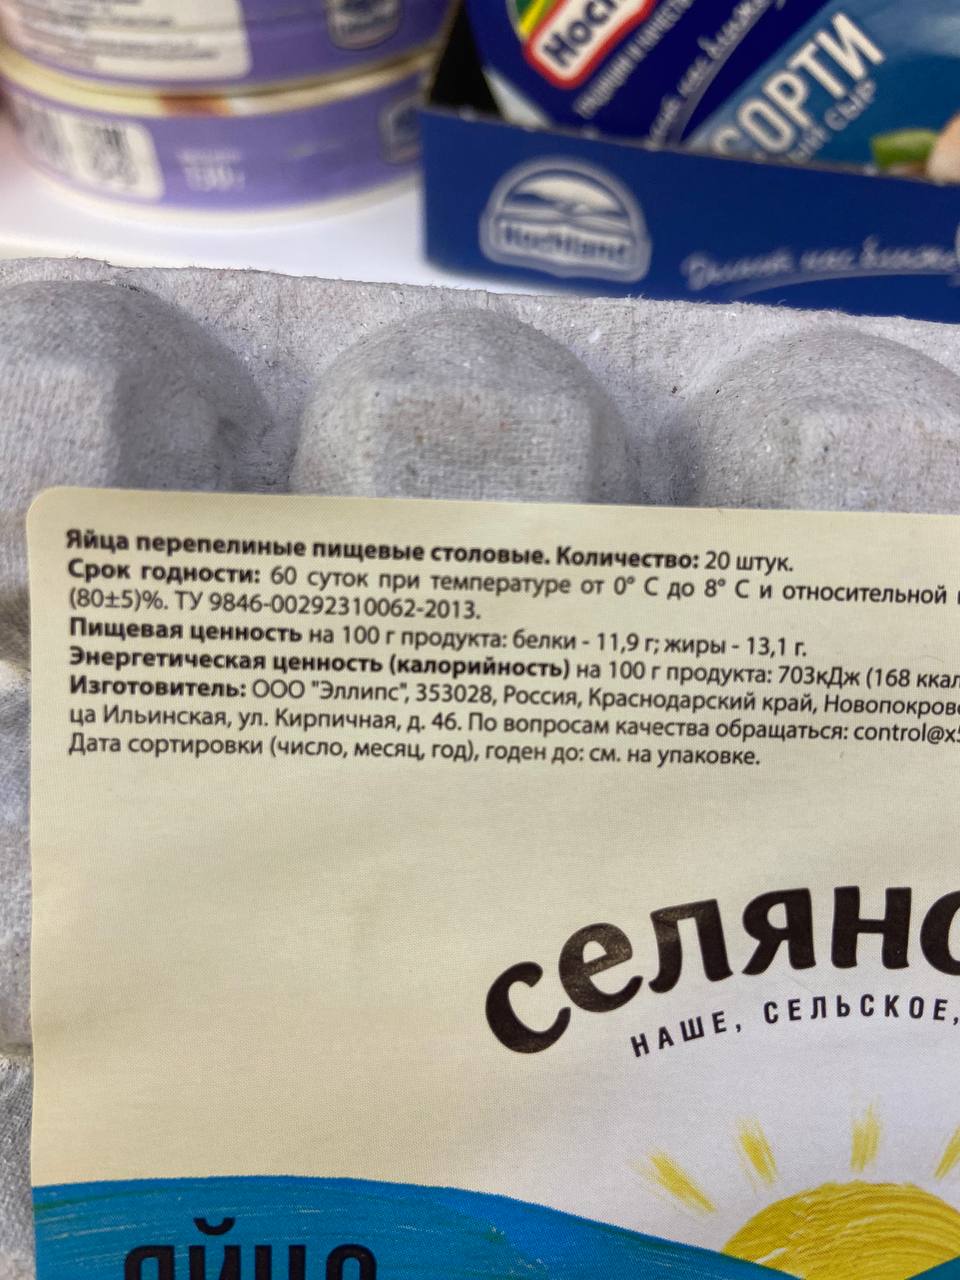 Hochland
СОРТИ
Hochland
Яйца перепелиные пищевые столовые. Количество: 20 штук.
Срок годности: 60 суток при температуре от 0° С до 8° С и относительной
(80±5)%. ТУ 9846-00292310062-2013.
Пищевая ценность на 100 г продукта: белки - 11,9 г; жиры - 13,1 г.
Энергетическая ценность (калорийность) на 100 г продукта: 703кДж (168 ккал
Изготовитель: ООО "Эллипс", 353028, Россия, Краснодарский край, Новопокров
ца Ильинская, ул. Кирпичная, д. 46. По вопросам качества обращаться: control@x5
Дата сортировки (число, месяц, год), годен до: см. на упаковке.
селяно
НАШЕ, СЕЛЬСКОЕ,
яйцо